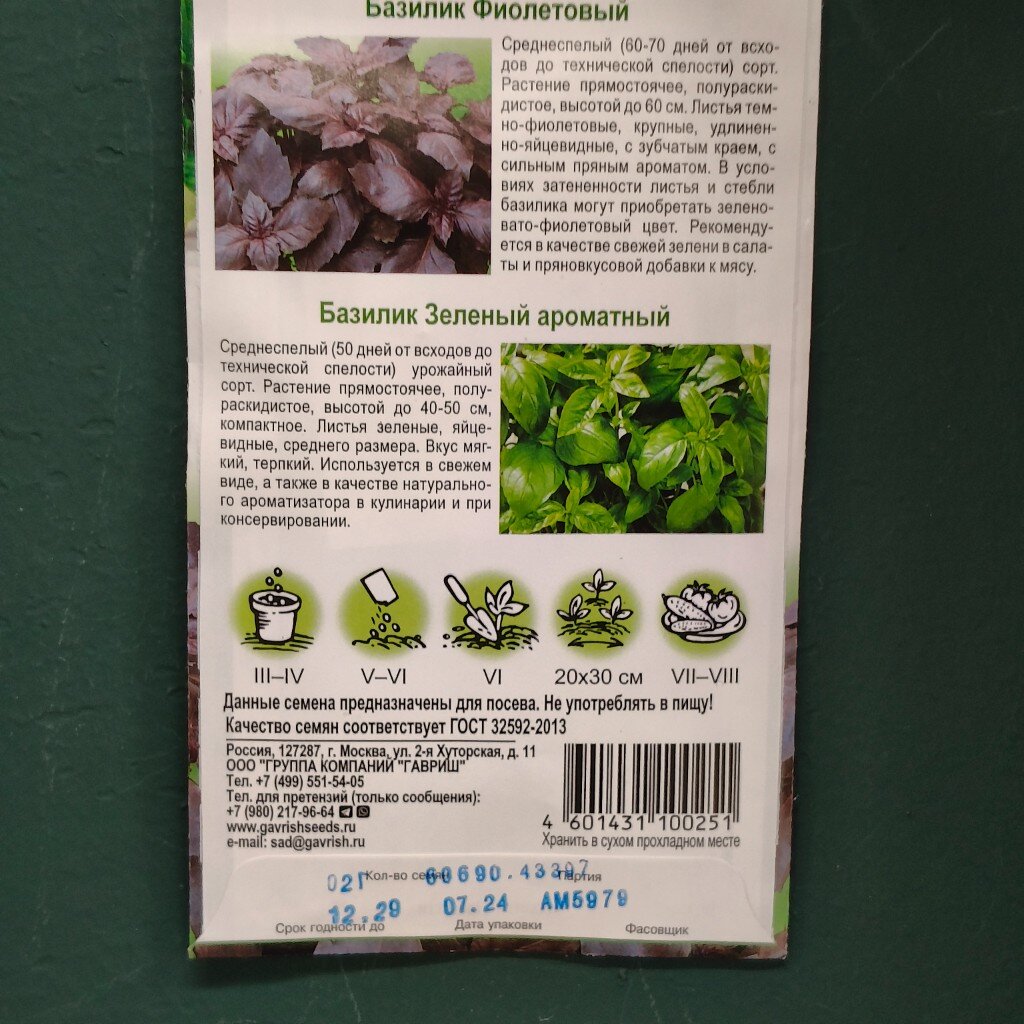 Базилик Фиолетовый
Среднеспелый (60-70 дней от всхо-
дов до технической спелости) сорт.
Растение прямостоячее, полураски-
дистое, высотой до 60 см. Листья тем-
но-фиолетовые, крупные, удлинен-
но-яйцевидные, с зубчатым краем, с
сильным пряным ароматом. В усло-
виях затененности листья и стебли
базилика могут приобретать зелено-
вато-фиолетовый цвет. Рекоменду-
ется в качестве свежей зелени в сала-
ты и пряновкусовой добавки к мясу.
Базилик Зеленый ароматный
Среднеспелый (50 дней от всходов до
технической спелости) урожайный
сорт. Растение прямостоячее, полу-
раскидистое, высотой до 40-50 см,
компактное. Листья зеленые, яйце-
видные, среднего размера. Вкус мяг-
кий, терпкий. Используется в свежем
виде, а также в качестве натурально-
го ароматизатора в кулинарии и при
консервировании.
III–IV V–VI VI 20х30 см VII–VIII
Данные семена предназначены для посева. Не употреблять в пищу!
Качество семян соответствует ГОСТ 32592-2013
Россия, 127287, г. Москва, ул. 2-я Хуторская, д. 11
ООО "ГРУППА КОМПАНИЙ "ГАВРИШ"
Тел. +7 (499) 551-54-05
Тел. для претензий (только сообщения):
+7 (980) 217-96-64
www.gavrishseeds.ru
e-mail: sad@gavrish.ru
4 601431 100251
Хранить в сухом прохладном месте
Кол-во семян Партия
02Г 60690.43397
12.29 07.24 АМ5979
Срок годности до Дата упаковки Фасовщик